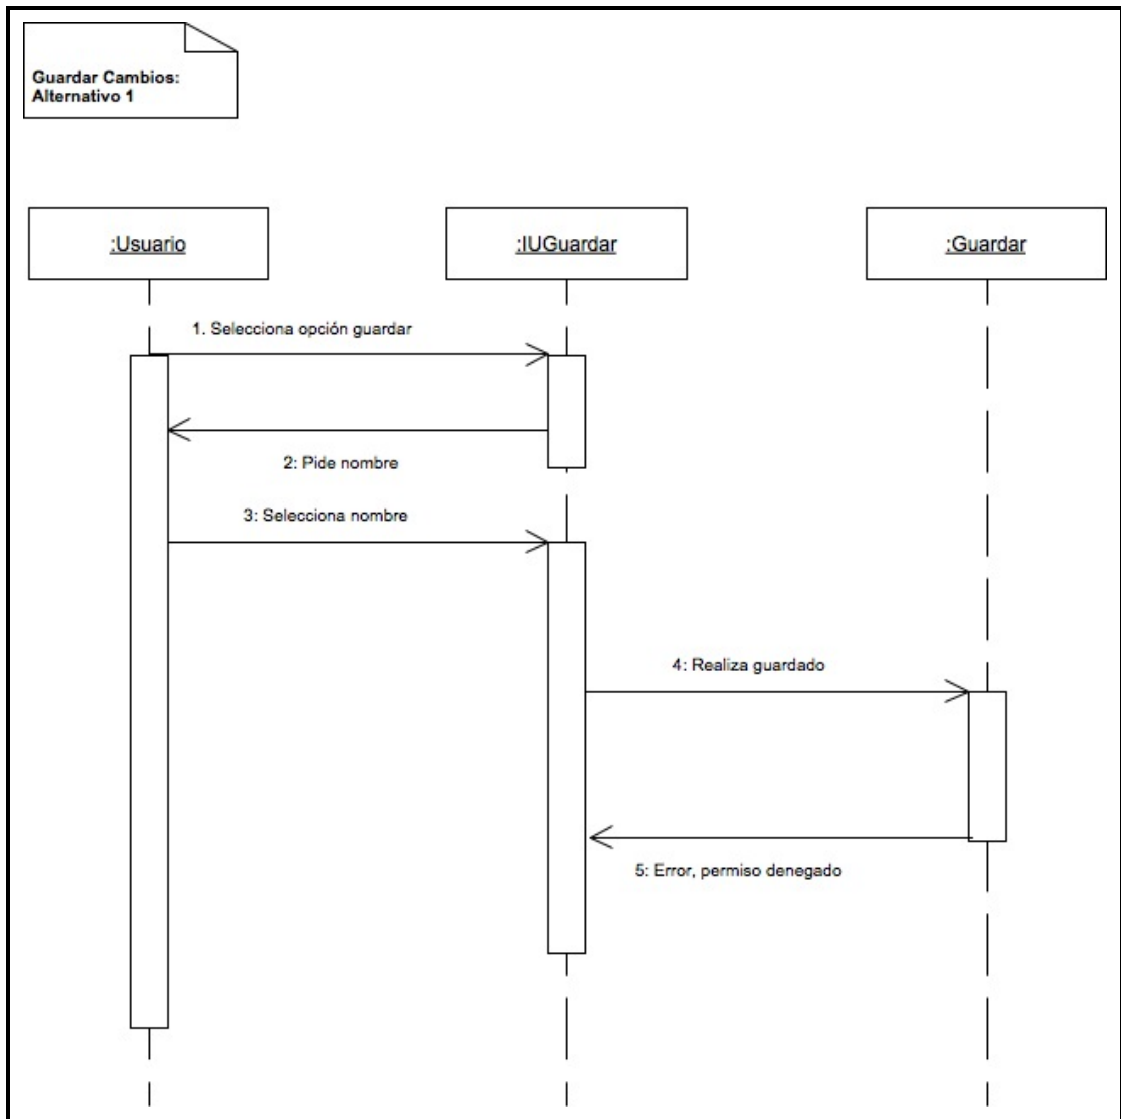 Guardar Cambios:
Alternativo 1
:Usuario
:IUGuardar
:Guardar
1. Selecciona opción guardar
2: Pide nombre
3: Selecciona nombre
4: Realiza guardado
5: Error, permiso denegado